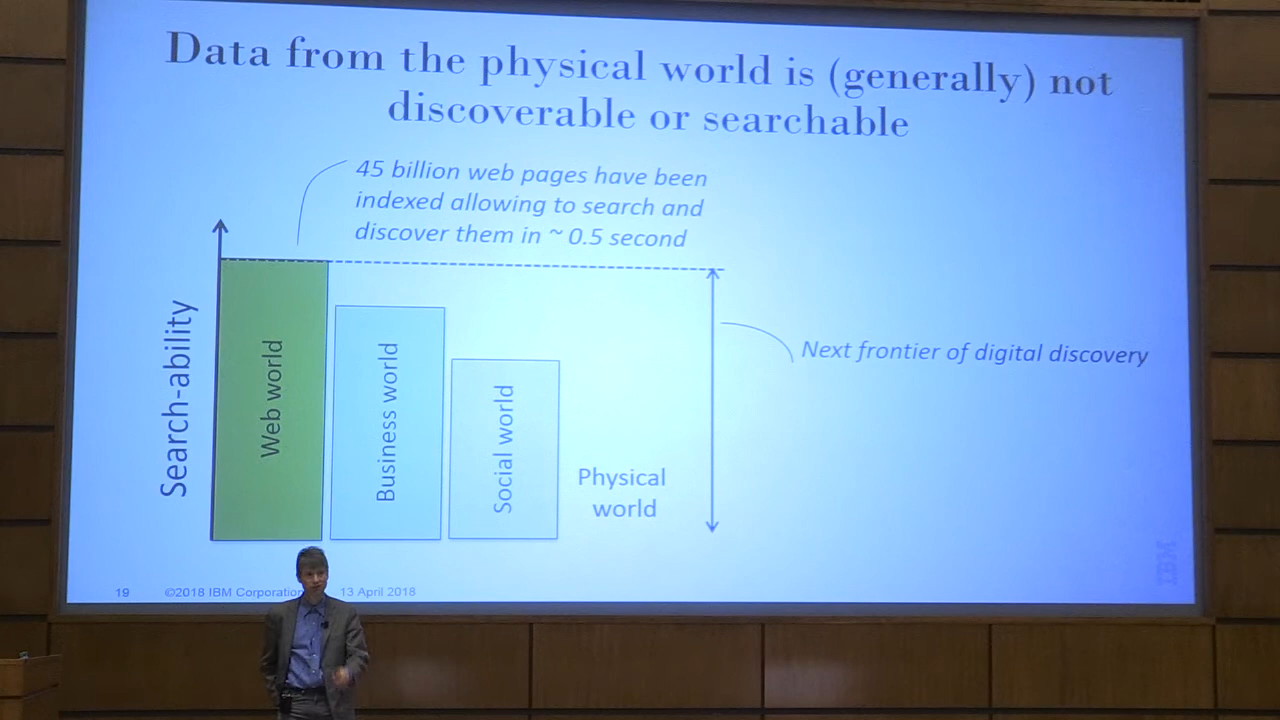 Data from the physical world is (generally) not
discoverable or searchable
45 billion web pages have been
indexed allowing to search and
discover them in ~ 0.5 second
Search-ability
Web world
Business world
Social world
Physical
world
Next frontier of digital discovery
19 ©2018 IBM Corporation 13 April 2018
IBM